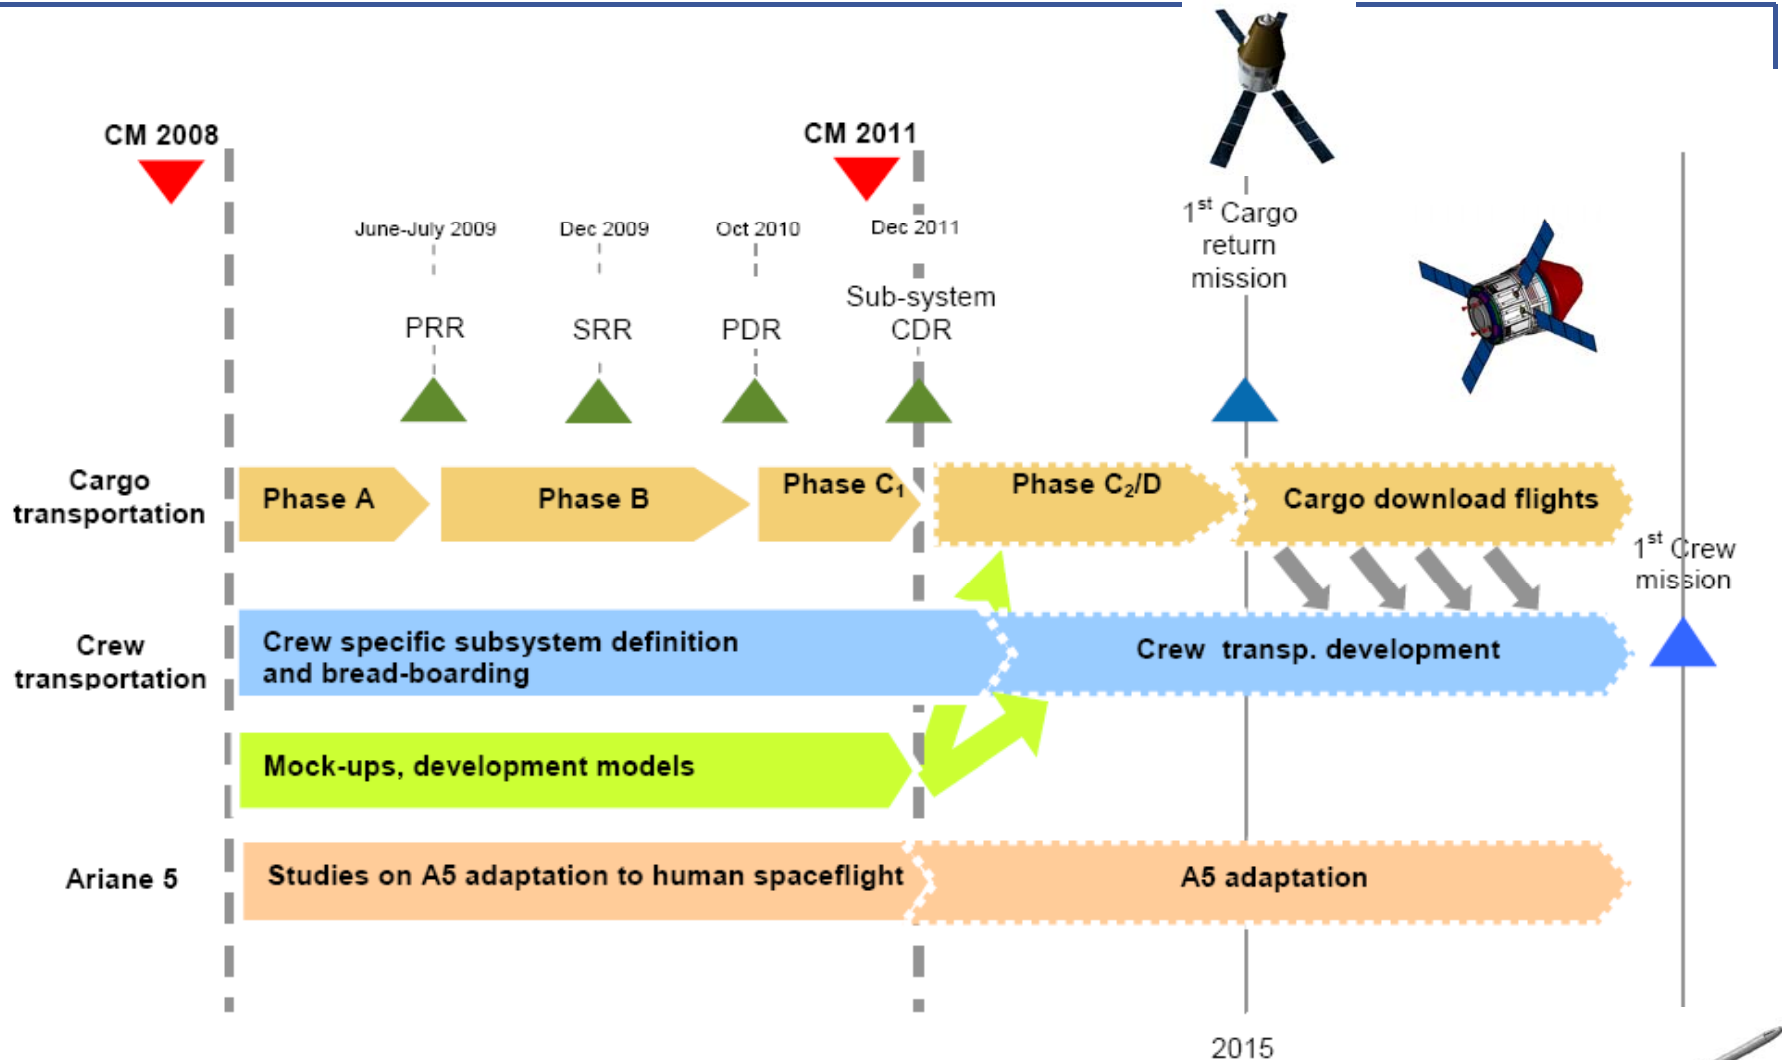 CM 2008
CM 2011
June-July 2009
Dec 2009
Oct 2010
Dec 2011
1st Cargo
return
mission
PRR
SRR
PDR
Sub-system
CDR
Cargo
transportation
Phase A
Phase B
Phase C1
Phase C2/D
Cargo download flights
1st Crew
mission
Crew
transportation
Crew specific subsystem definition
and bread-boarding
Crew transp. development
Mock-ups, development models
Ariane 5
Studies on A5 adaptation to human spaceflight
A5 adaptation
2015